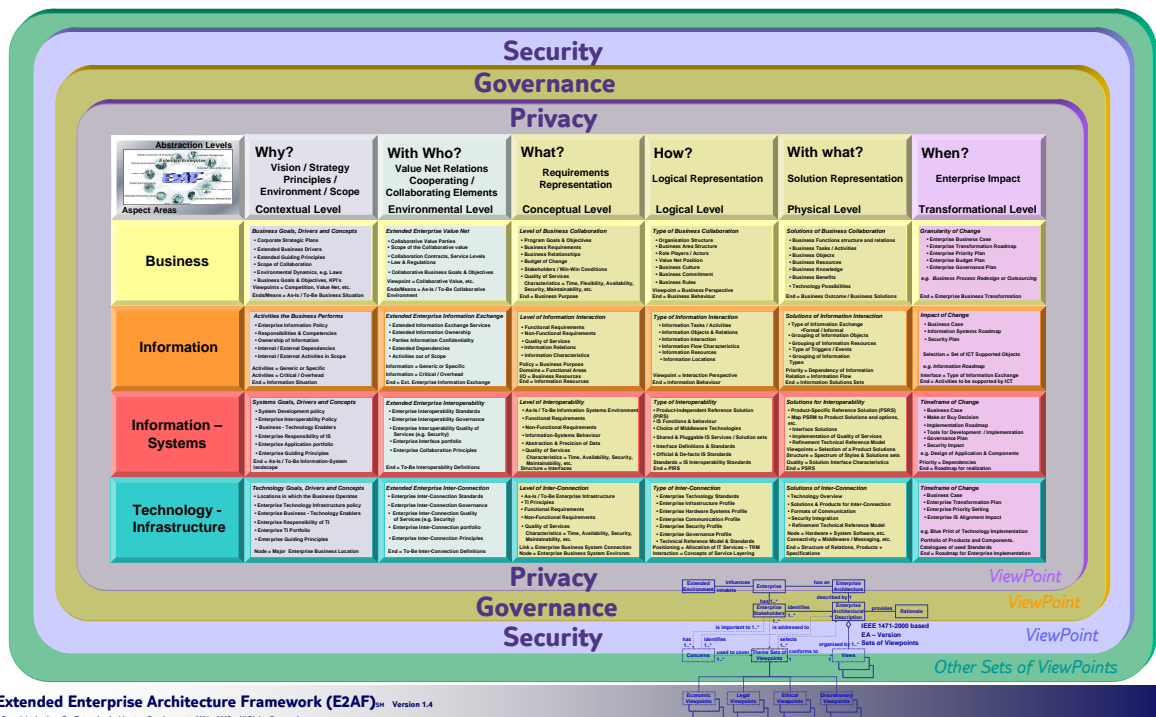 Security
Governance
Privacy
Abstraction Levels
Aspect Areas
Why?
Vision / Strategy
Principles /
Environment / Scope
Contextual Level
With Who?
Value Net Relations
Cooperating /
Collaborating Elements
Environmental Level
What?
Requirements
Representation
Conceptual Level
How?
Logical Representation
Logical Level
With what?
Solution Representation
Physical Level
When?
Enterprise Impact
Transformational Level
Business
Business Goals, Drivers and Concepts
• Corporate Strategic Plans
• Extended Business Drivers
• Extended Guiding Principles
• Scope of Collaboration
• Environmental Dynamics, e.g. Laws
• Business Goals & Objectives, KPI's
Viewpoints = Competition, Value Net, etc.
Ends/Means = As-Is / To-Be Business Situation
Extended Enterprise Value Net
• Collaborative Value Parties
• Scope of the Collaborative value
• Collaboration Contracts, Service Levels
• Law & Regulations
• Collaborative Business Goals & Objectives
Viewpoint = Collaborative Value, etc.
Ends/Means = As-Is / To-Be Collaborative
Environment
Level of Business Collaboration
• Program Goals & Objectives
• Business Requirements
• Business Relationships
• Budget of Change
• Stakeholders / Win-Win Conditions
• Quality of Services
Characteristics = Time, Flexibility, Availability,
Security, Maintainability, etc.
End = Business Purpose
Type of Business Collaboration
• Organisation Structure
• Business Area Structure
• Role Players / Actors
• Value Net Position
• Business Culture
• Business Commitment
• Business Rules
Viewpoint = Business Perspective
End = Business Behaviour
Solutions of Business Collaboration
• Business Functions structure and relations
• Business Tasks / Activities
• Business Objects
• Business Resources
• Business Knowledge
• Business Benefits
• Technology Possibilities
End = Business Outcome / Business Solutions
Granularity of Change
• Enterprise Business Case
• Enterprise Transformation Roadmap
• Enterprise Priority Plan
• Enterprise Budget Plan
• Enterprise Governance Plan
e.g. Business Process Redesign or Outsourcing
End = Enterprise Business Transformation
Information
Activities the Business Performs
• Enterprise Information Policy
• Responsibilities & Competencies
• Ownership of Information
• Internal / External Dependencies
• Internal / External Activities in Scope
Activities = Generic or Specific
Activities = Critical / Overhead
End = Information Situation
Extended Enterprise Information Exchange
• Extended Information Exchange Services
• Extended Information Ownership
• Parties Information Confidentiality
• Extended Dependencies
• Activities out of Scope
Information = Generic or Specific
Information = Critical / Overhead
End = Ext. Enterprise Information Exchange
Level of Information Interaction
• Functional Requirements
• Non-Functional Requirements
• Quality of Services
• Information Relations
• Information Characteristics
Policy = Business Purpose
Domains = Functional Areas
I/O = Business Resources
End = Information Resources
Type of Information Interaction
• Information Tasks / Activities
• Information Objects & Relations
• Information Interaction
• Information Flow Characteristics
• Information Resources
• Information Locations
Viewpoint = Interaction Perspective
End = Information Behaviour
Solutions of Information Interaction
• Type of Information Exchange
•Formal / Informal
• Grouping of Information Objects
• Grouping of Information Resources
• Type of Triggers / Events
• Grouping of Information
Types
Priority = Dependency of Information
Relation = Information Flow
End = Information Solutions Sets
Impact of Change
• Business Case
• Information Systems Roadmap
• Security Plan
Selection = Set of ICT Supported Objects
e.g. Information Roadmap
Interface = Type of Information Exchange
End = Activities to be supported by ICT
Information –
Systems
Systems Goals, Drivers and Concepts
• System Development policy
• Enterprise Interoperability Policy
• Business - Technology Enablers
• Enterprise Responsibility of IS
• Enterprise Application portfolio
• Enterprise Guiding Principles
End = As-Is / To-Be Information-System
landscape
Extended Enterprise Interoperability
• Enterprise Interoperability Standards
• Enterprise Interoperability Governance
• Enterprise Interoperability Quality of
Services (e.g. Security)
• Enterprise Interface portfolio
• Enterprise Collaboration Principles
End = To-Be Interoperability Definitions
Level of Interoperability
• As-Is / To-Be Information Systems Environment
• Functional Requirements
• Non-Functional Requirements
• Information-Systems Behaviour
• Abstraction & Precision of Data
• Quality of Services
Characteristics = Time, Availability, Security,
Maintainability, etc.
Structure = Interfaces
Type of Interoperability
• Product-Independent Reference Solution
(PIRS)
• IS Functions & behaviour
• Choice of Middleware Technologies
• Shared & Pluggable IS Services / Solution sets
• Interface Definitions & Standards
• Official & De-facto IS Standards
Standards = IS Interoperability Standards
End = PIRS
Solutions for Interoperability
• Product-Specific Reference Solution (PSRS)
• Map PSRM to Product Solutions and options,
etc.
• Interface Solutions
• Implementation of Quality of Services
• Refinement Technical Reference Model
Viewpoints = Selection of a Product Solutions
Structure = Spectrum of Styles & Solutions sets
Quality = Solution Interface Characteristics
End = PSRS
Timeframe of Change
• Business Case
• Make or Buy Decision
• Implementation Roadmap
• Tools for Development / Implementation
• Governance Plan
• Security Impact
e.g. Design of Application & Components
Priority = Dependencies
End = Roadmap for realization
Technology -
Infrastructure
Technology Goals, Drivers and Concepts
• Locations in which the Business Operates
• Enterprise Technology Infrastructure policy
• Enterprise Business - Technology Enablers
• Enterprise Responsibility of TI
• Enterprise TI Portfolio
• Enterprise Guiding Principles
Node = Major Enterprise Business Location
Extended Enterprise Inter-Connection
• Enterprise Inter-Connection Standards
• Enterprise Inter-Connection Governance
• Enterprise Inter-Connection Quality
of Services (e.g. Security)
• Enterprise Inter-Connection portfolio
• Enterprise Inter-Connection Principles
End = To-Be Inter-Connection Definitions
Level of Inter-Connection
• As-Is / To-Be Enterprise Infrastructure
• TI Principles
• Functional Requirements
• Non-Functional Requirements
• Quality of Services
Characteristics = Time, Availability, Security,
Maintainability, etc.
Link = Enterprise Business System Connection
Node = Enterprise Business System Environm.
Type of Inter-Connection
• Enterprise Technology Standards
• Enterprise Infrastructure Profile
• Enterprise Hardware Systems Profile
• Enterprise Communication Profile
• Enterprise Security Profile
• Enterprise Governance Profile
• Technical Reference Model & Standards
Positioning = Allocation of IT Services - TRM
Interaction = Concepts of Service Layering
Solutions of Inter-Connection
• Technology Overview
• Solutions & Products for Inter-Connection
• Formats of Communication
• Security Integration
• Refinement Technical Reference Model
Node = Hardware + System Software, etc.
Connectivity = Middleware / Messaging, etc.
End = Structure of Relations, Products +
Specifications
Timeframe of Change
• Business Case
• Enterprise Transformation Plan
• Enterprise Priority Setting
• Enterprise IS Alignment Impact
e.g. Blue Print of Technology Implementation
Portfolio of Products and Components.
Catalogues of used Standards
End = Roadmap for Enterprise Implementation
Privacy
Governance
Security
ViewPoint
ViewPoint
ViewPoint
Other Sets of ViewPoints
Extended
Environment
influences
inhabits
Enterprise
has an
Enterprise
Architecture
has 1..*
described by 1
Enterprise
Stakeholders
identifies
1..*
Enterprise
Architectural
Description
provides
Rationale
is important to 1..*
is addressed to
1..*
IEEE 1471-2000 based
EA – Version
Sets of Viewpoints
has
1..*
identifies
1..*
selects
1..*
organised by 1..*
Concerns
used to cover
1..*
Theme Sets of
Viewpoints
conforms to
1
1
Views
Economic
Viewpoints
Legal
Viewpoints
Ethical
Viewpoints
Discretionary
Viewpoints
Extended Enterprise Architecture Framework (E2AF)SM Version 1.4